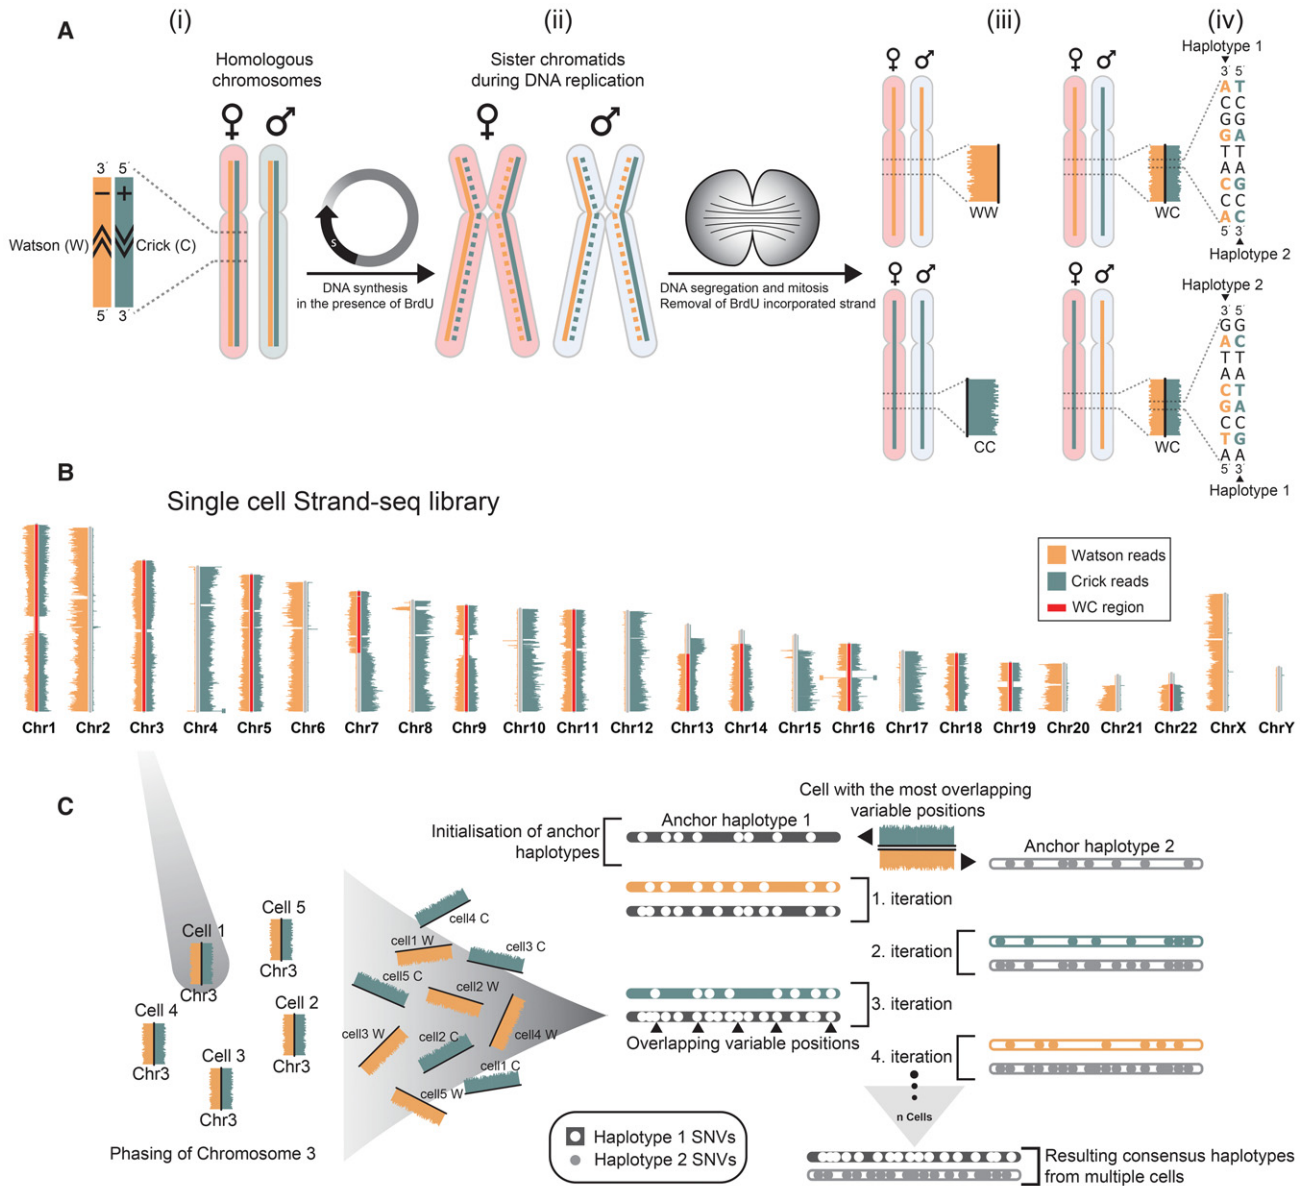 A
(i)
(ii)
(iii)
(iv)
Homologous
chromosomes
Sister chromatids
during DNA replication
♀ ♂
♀ ♂
♀ ♂
♀ ♂
3´ 5´
− +
Watson (W)
Crick (C)
5´ 3´
S
DNA synthesis
in the presence of BrdU
DNA segregation and mitosis
Removal of BrdU incorporated strand
WW
WC
Haplotype 1
3´ 5´
A T
C C
G G
G A
T T
A A
C G
C C
A C
5´ 3´
Haplotype 2
♀ ♂
♀ ♂
CC
WC
Haplotype 2
3´ 5´
G G
A C
T T
A A
C T
G A
C C
T G
A A
5´ 3´
Haplotype 1
B
Single cell Strand-seq library
Watson reads
Crick reads
WC region
Chr1 Chr2 Chr3 Chr4 Chr5 Chr6 Chr7 Chr8 Chr9 Chr10 Chr11 Chr12 Chr13 Chr14 Chr15 Chr16 Chr17 Chr18 Chr19 Chr20 Chr21 Chr22 ChrX ChrY
C
Cell 1
Chr3
Cell 5
Chr3
Cell 4
Chr3
Cell 2
Chr3
Cell 3
Chr3
Phasing of Chromosome 3
cell4 C
cell1 W
cell3 C
cell5 C
cell2 W
cell3 W
cell2 C
cell4 W
cell1 C
cell5 W
Initialisation of anchor
haplotypes
Anchor haplotype 1
Cell with the most overlapping
variable positions
Anchor haplotype 2
1. iteration
2. iteration
3. iteration
Overlapping variable positions
4. iteration
n Cells
Haplotype 1 SNVs
Haplotype 2 SNVs
Resulting consensus haplotypes
from multiple cells